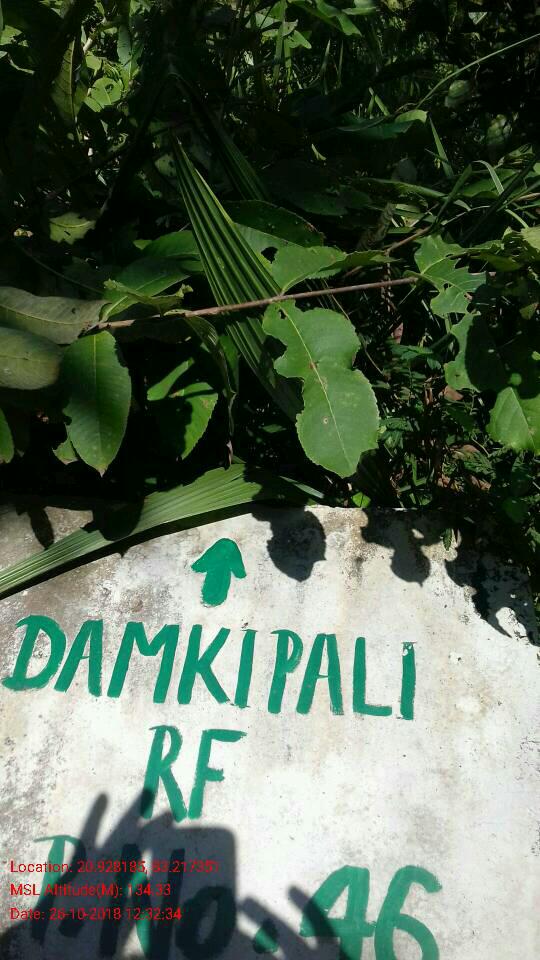 DAMKIPALI
RF
P.No. 46
Location: 20.928185, 83.217351
MSL Altitude(M): 134.33
Date: 26-10-2018 12:32:34